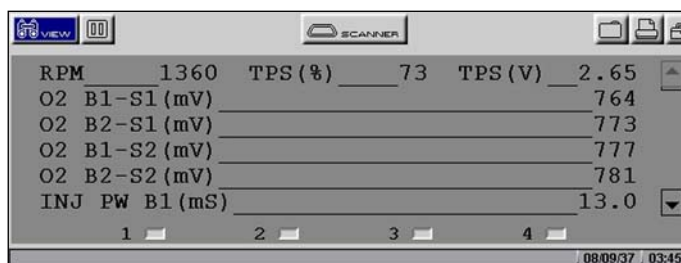 VIEW SCANNER
RPM 1360 TPS(%) 73 TPS(V) 2.65
O2 B1-S1(mV) 764
O2 B2-S1(mV) 773
O2 B1-S2(mV) 777
O2 B2-S2(mV) 781
INJ PW B1(mS) 13.0
1 2 3 4
08/09/37 03:45